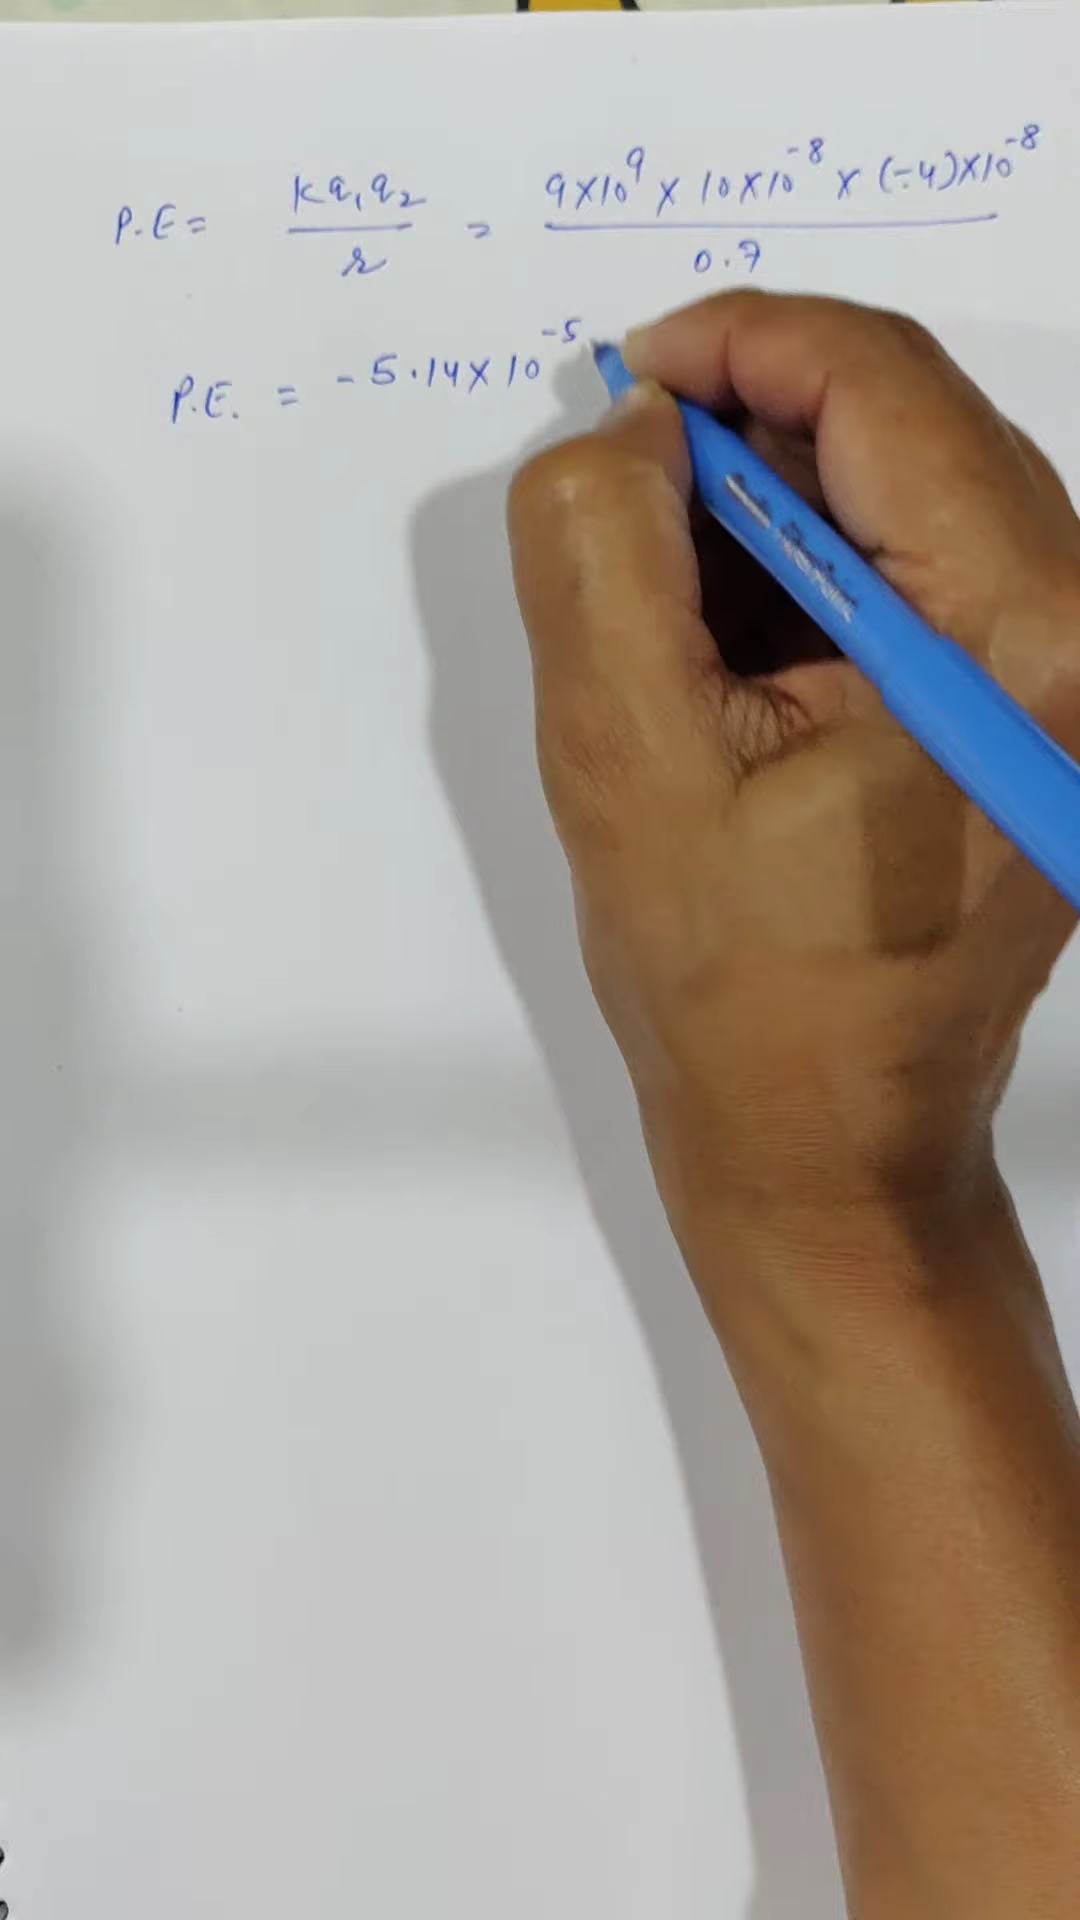 P.E = kq₁q₂/r = 9×10⁹ × 10×10⁻⁸ × (-4)×10⁻⁸/0.7
P.E. = -5.14×10⁻⁵